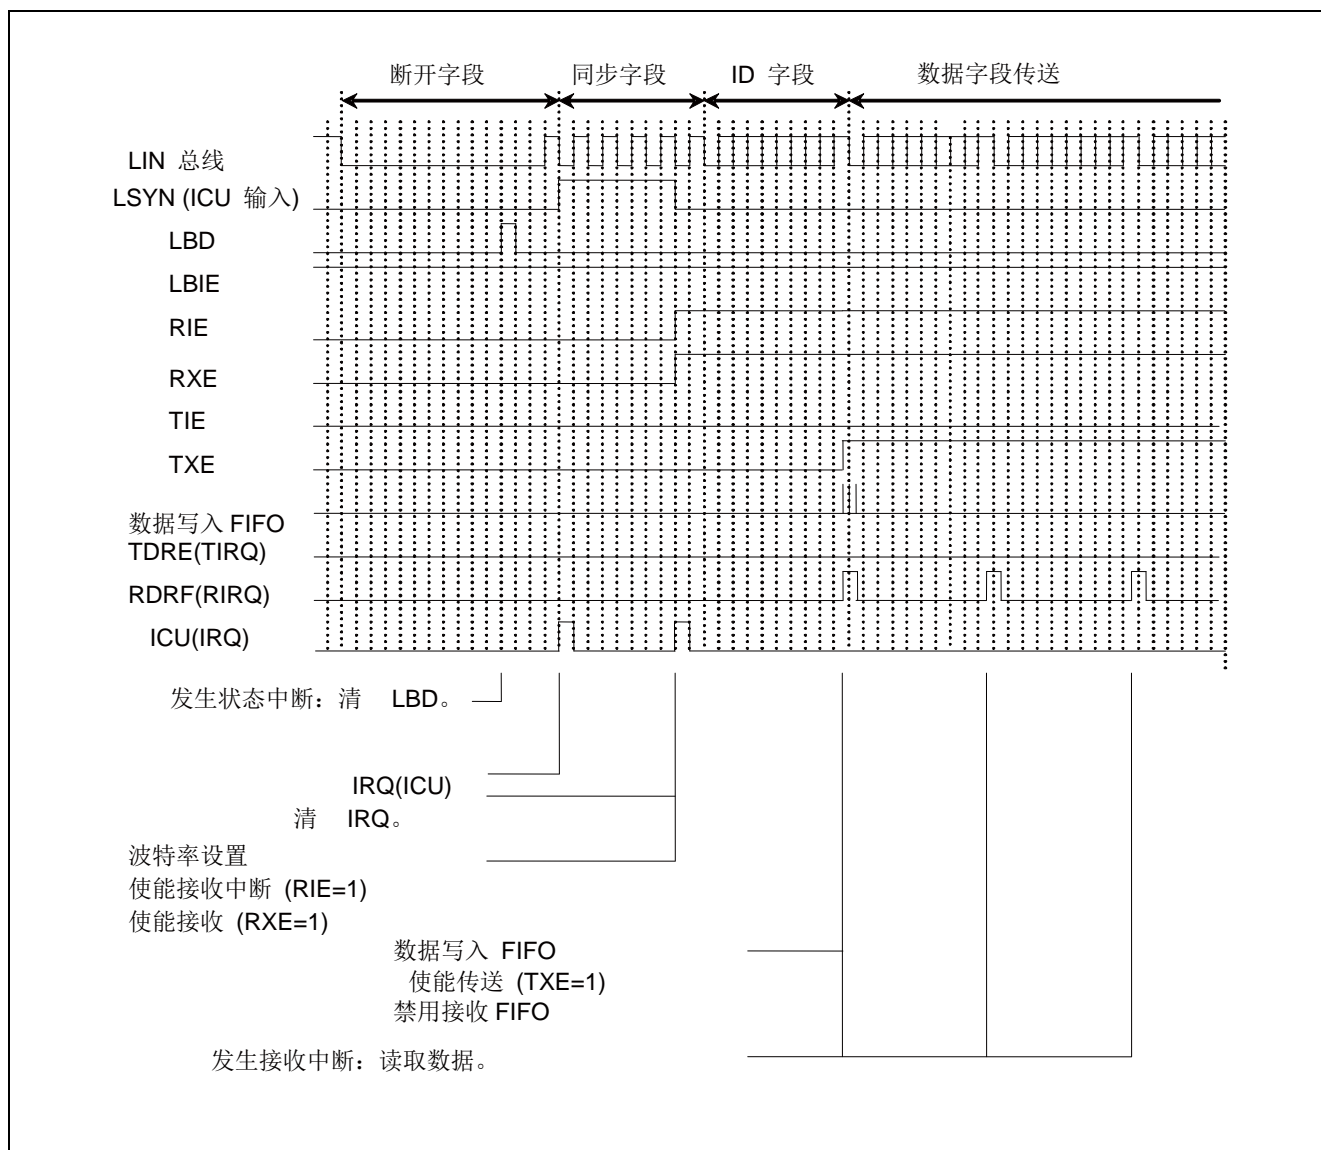 断开字段 同步字段 ID 字段 数据字段传送
LIN 总线
LSYN (ICU 输入)
LBD
LBIE
RIE
RXE
TIE
TXE
数据写入 FIFO
TDRE(TIRQ)
RDRF(RIRQ)
ICU(IRQ)
发生状态中断：清 LBD。
IRQ(ICU)
清 IRQ。
波特率设置
使能接收中断 (RIE=1)
使能接收 (RXE=1)
数据写入 FIFO
使能传送 (TXE=1)
禁用接收 FIFO
发生接收中断：读取数据。